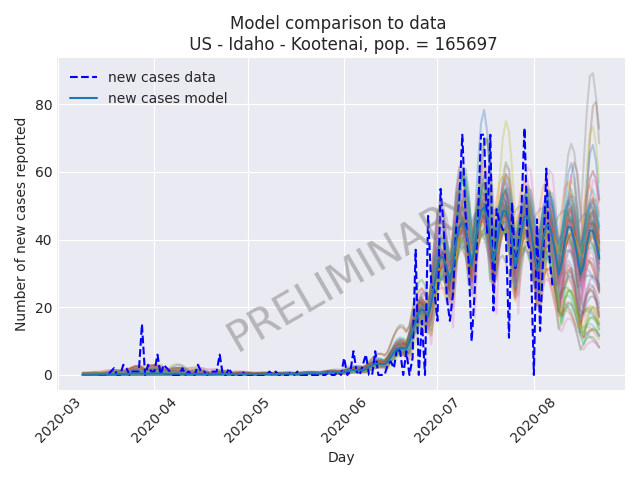 Model comparison to data
US - Idaho - Kootenai, pop. = 165697
Number of new cases reported
new cases data
new cases model
PRELIMINARY
80
60
40
20
0
2020-03
2020-04
2020-05
2020-06
2020-07
2020-08
Day